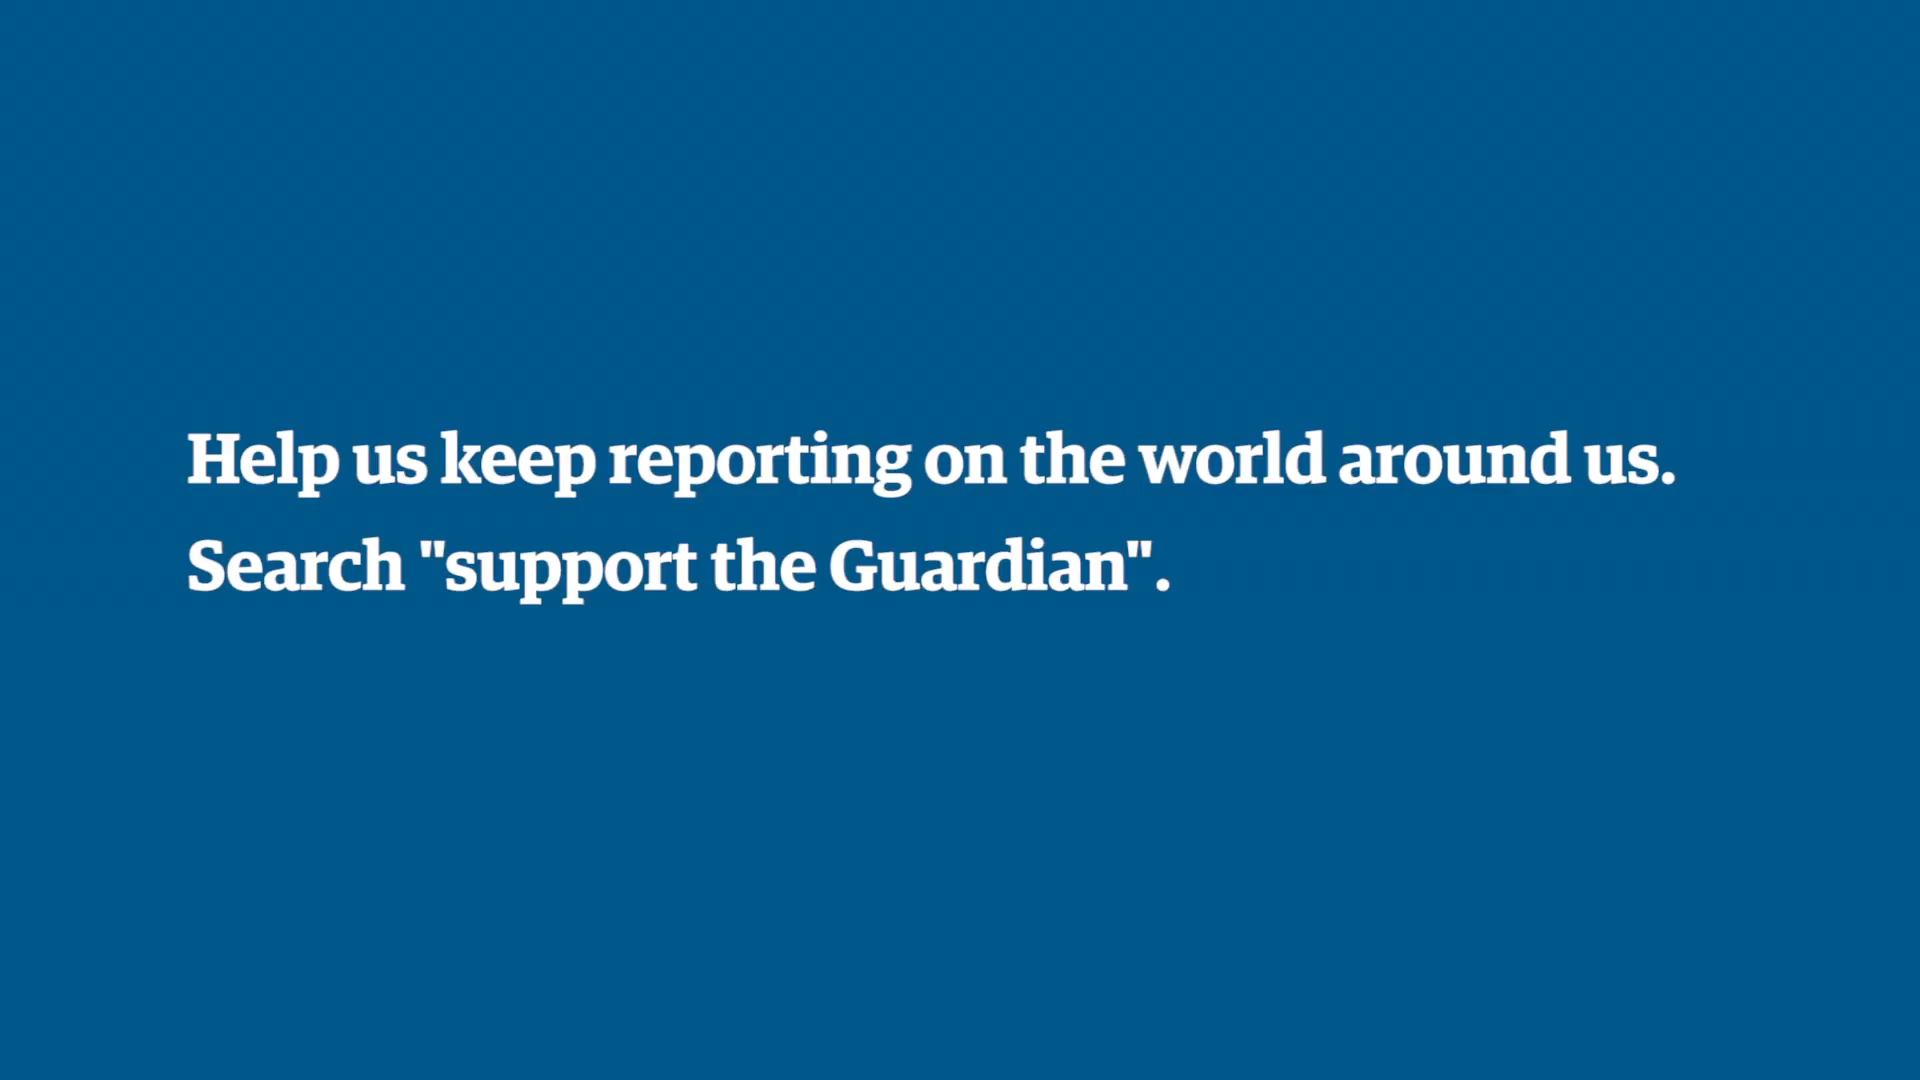 Help us keep reporting on the world around us.
Search "support the Guardian".